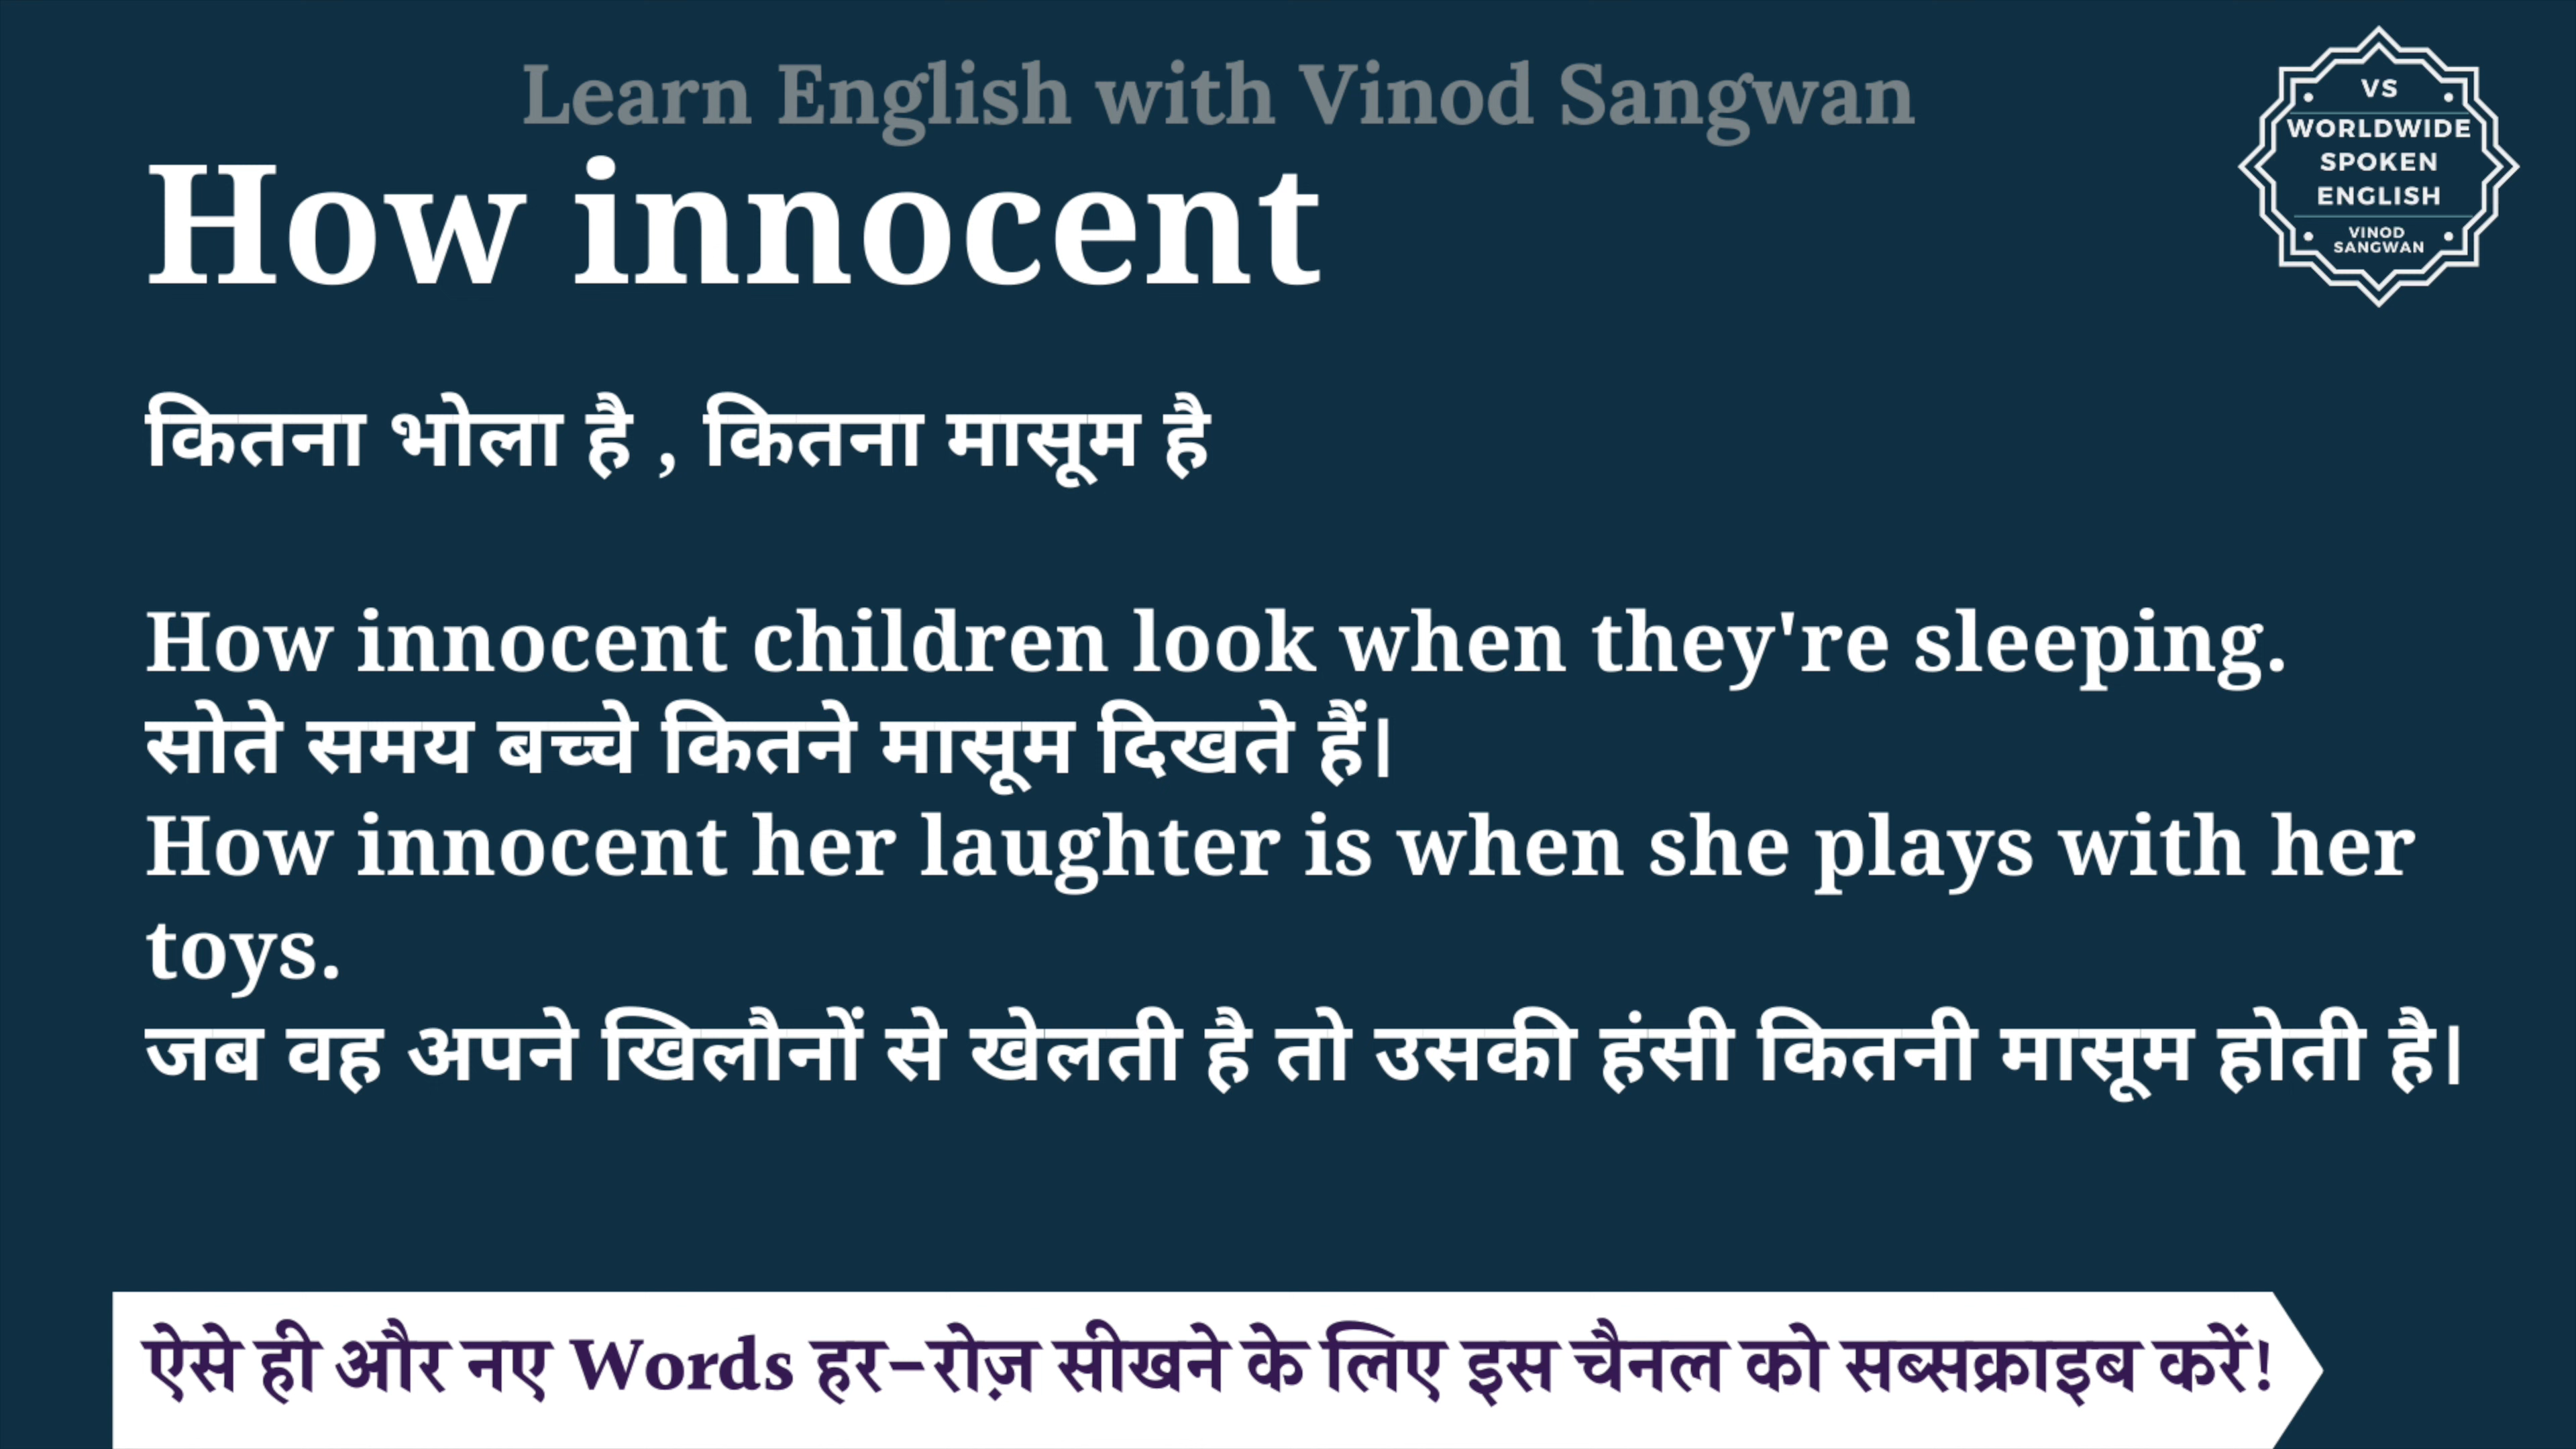 Learn English with Vinod Sangwan
VS
WORLDWIDE
SPOKEN
ENGLISH
VINOD
SANGWAN
How innocent
कितना भोला है , कितना मासूम है
How innocent children look when they're sleeping.
सोते समय बच्चे कितने मासूम दिखते हैं।
How innocent her laughter is when she plays with her
toys.
जब वह अपने खिलौनों से खेलती है तो उसकी हंसी कितनी मासूम होती है।
ऐसे ही और नए Words हर-रोज़ सीखने के लिए इस चैनल को सब्सक्राइब करें!